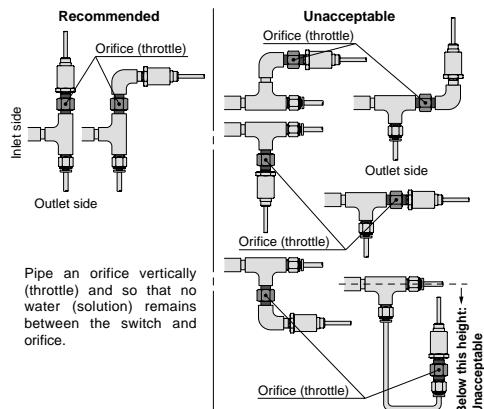 Recommended
Orifice (throttle)
Inlet side
Outlet side
Pipe an orifice vertically
(throttle) and so that no
water (solution) remains
between the switch and
orifice.
Unacceptable
Orifice (throttle)
Outlet side
Orifice (throttle)
Orifice (throttle)
Below this height:
Unacceptable